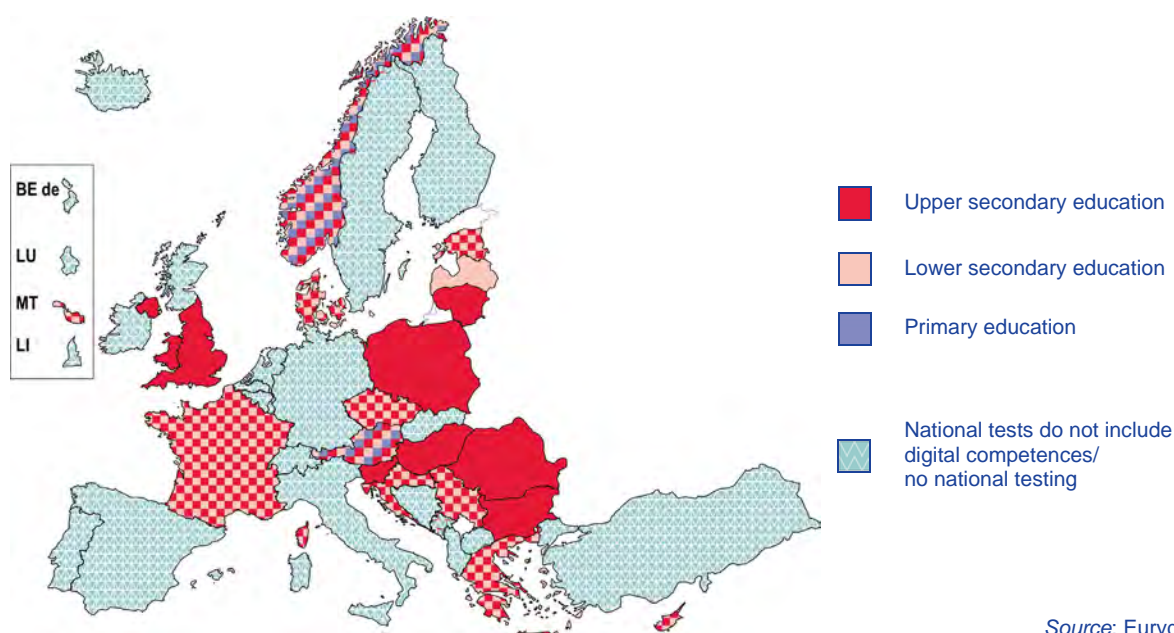 BE de
LU
MT
LI
Upper secondary education
Lower secondary education
Primary education
National tests do not include
digital competences/
no national testing
Source: